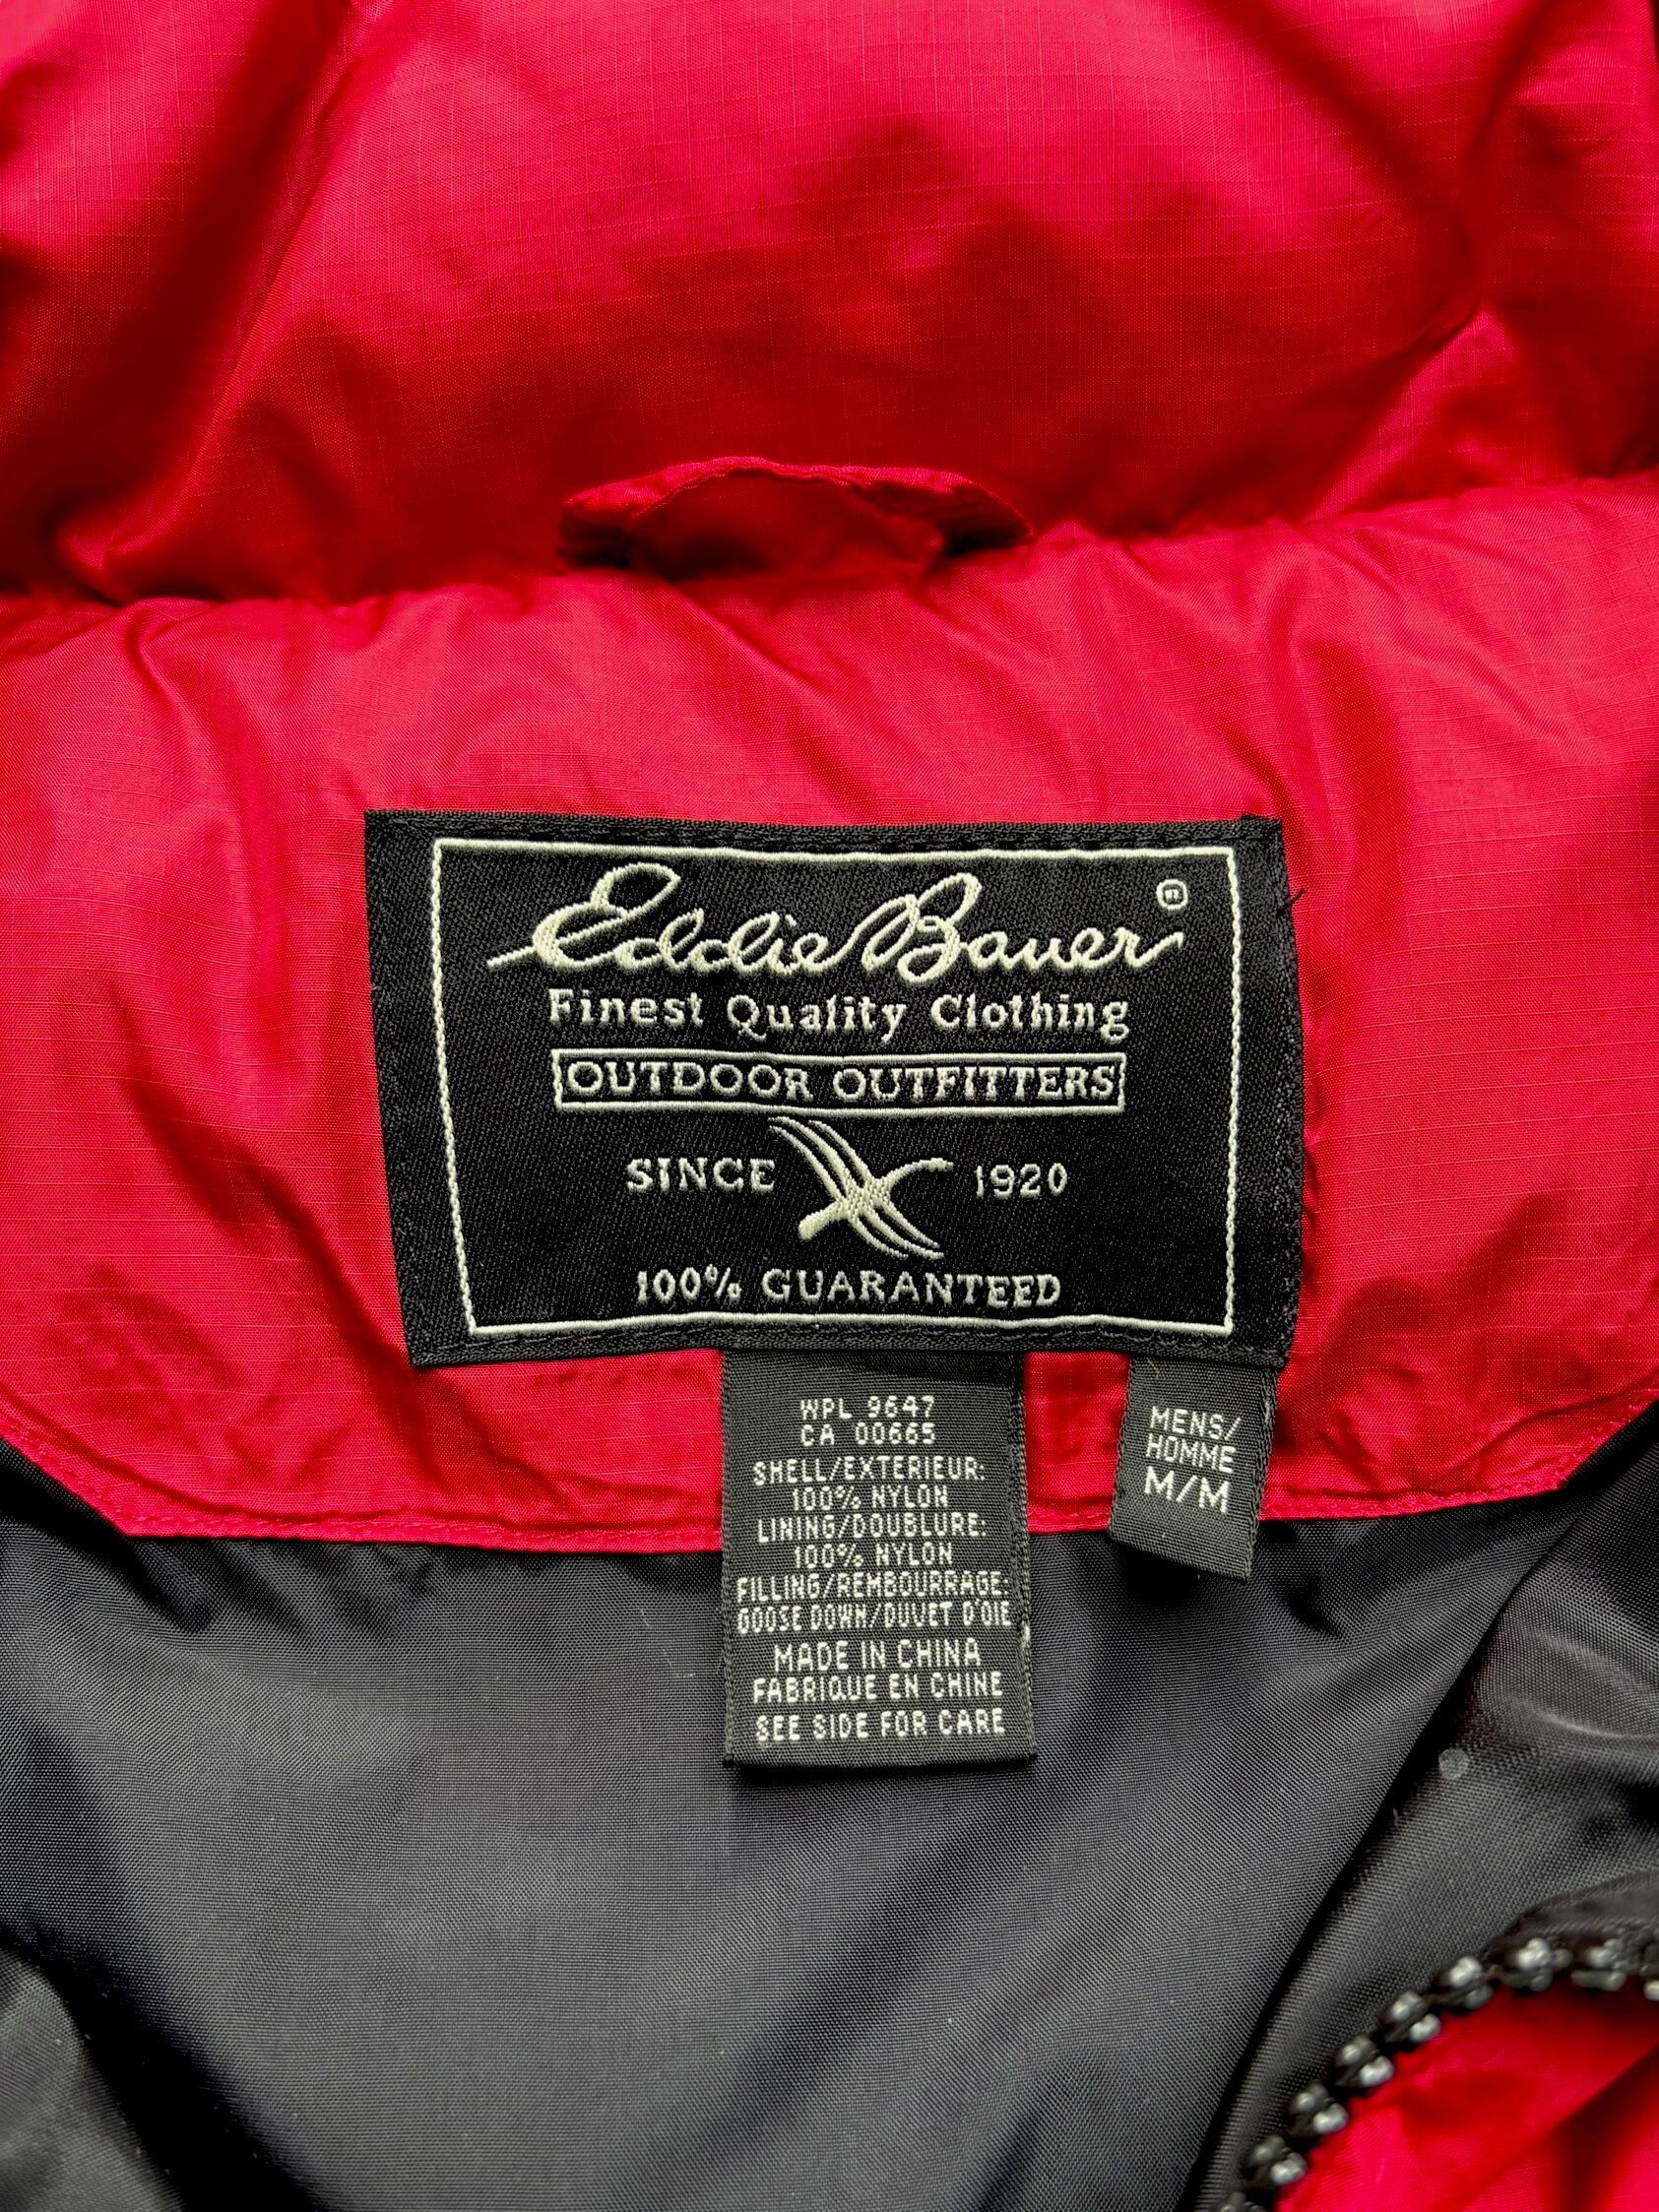 Eddie Bauer ®
Finest Quality Clothing
OUTDOOR OUTFITTERS
SINCE 1920
100% GUARANTEED
WPL 9647
CA 00665
SHELL/EXTERIEUR:
100% NYLON
LINING/DOUBLURE:
100% NYLON
FILLING/REMBOURRAGE:
GOOSE DOWN/DUVET D'OIE
MADE IN CHINA
FABRIQUE EN CHINE
SEE SIDE FOR CARE
MENS/
HOMME
M/M